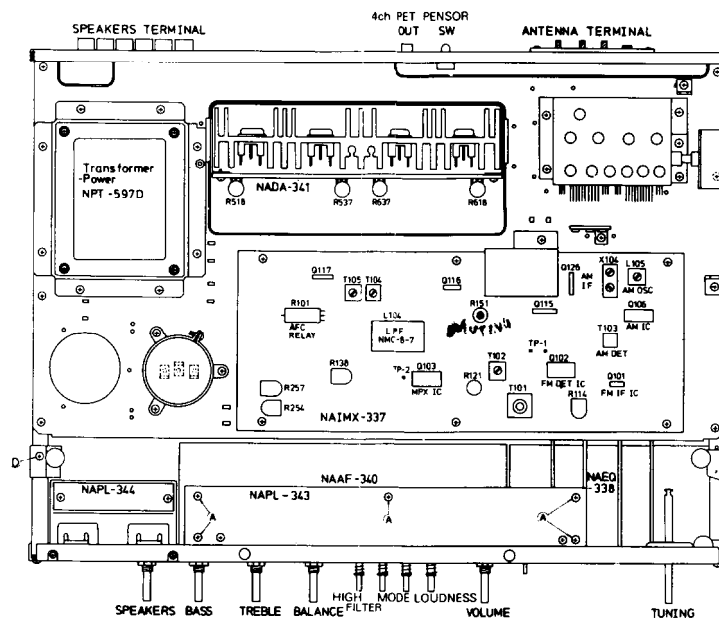 SPEAKERS TERMINAL
4ch PET PENSOR
OUT SW
ANTENNA TERMINAL
Transformer
-Power
NPT-597D
NADA-341
R518
R537
R637
R618
Q117
T105
T104
Q116
Q126
AM
IF
X104
L105
AM OSC
R101
AFC
RELAY
L104
LPF
NMC-8-7
R151
Q115
Q106
AM IC
T103
AM DET
TP-1
R138
TP-2
Q103
MPX IC
T102
Q102
FM DET IC
Q101
FM IF IC
R257
R254
R121
T101
R114
NAIMX-337
D
NAAF-340
NAEQ
-338
NAPL-344
NAPL-343
A
A
A
SPEAKERS
BASS
TREBLE
BALANCE
HIGH
FILTER
MODE
LOUDNESS
VOLUME
TUNING